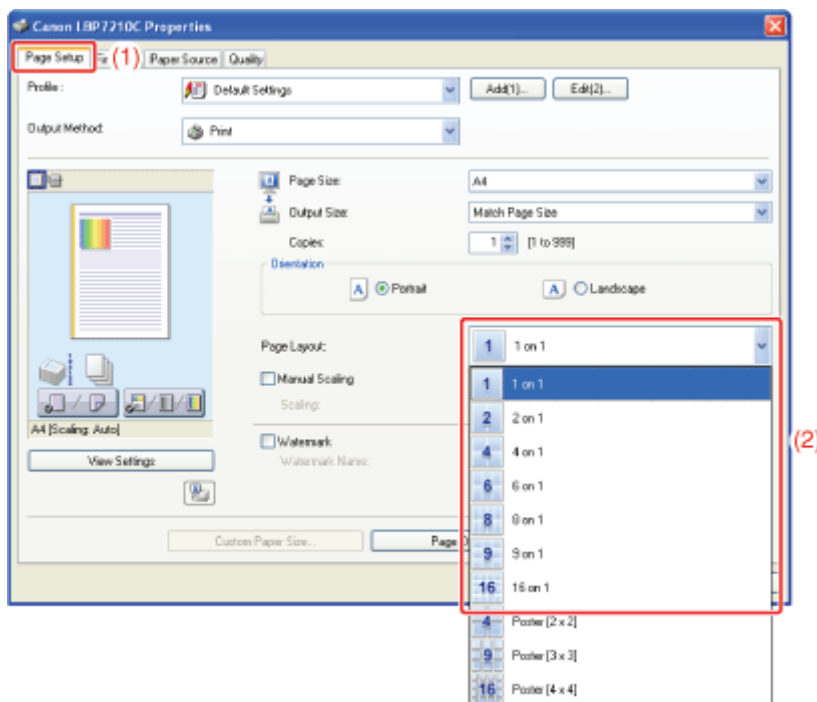 Canon LBP7210C Properties
Page Setup (1) Paper Source Quality
Profile : Default Settings Add(1)... Edit(2)...
Output Method: Print
Page Size: A4
Output Size: Match Page Size
Copies: 1 [1 to 999]
Orientation
A Portrait A Landscape
Page Layout: 1 1 on 1
Manual Scaling 1 1 on 1
Scaling: 2 2 on 1
A4 [Scaling: Auto] 4 4 on 1
Watermark (2)
View Settings Watermark Name: 6 6 on 1
8 8 on 1
Custom Paper Size... Page
9 9 on 1
16 16 on 1
4 Poster [2 x 2]
9 Poster [3 x 3]
16 Poster [4 x 4]